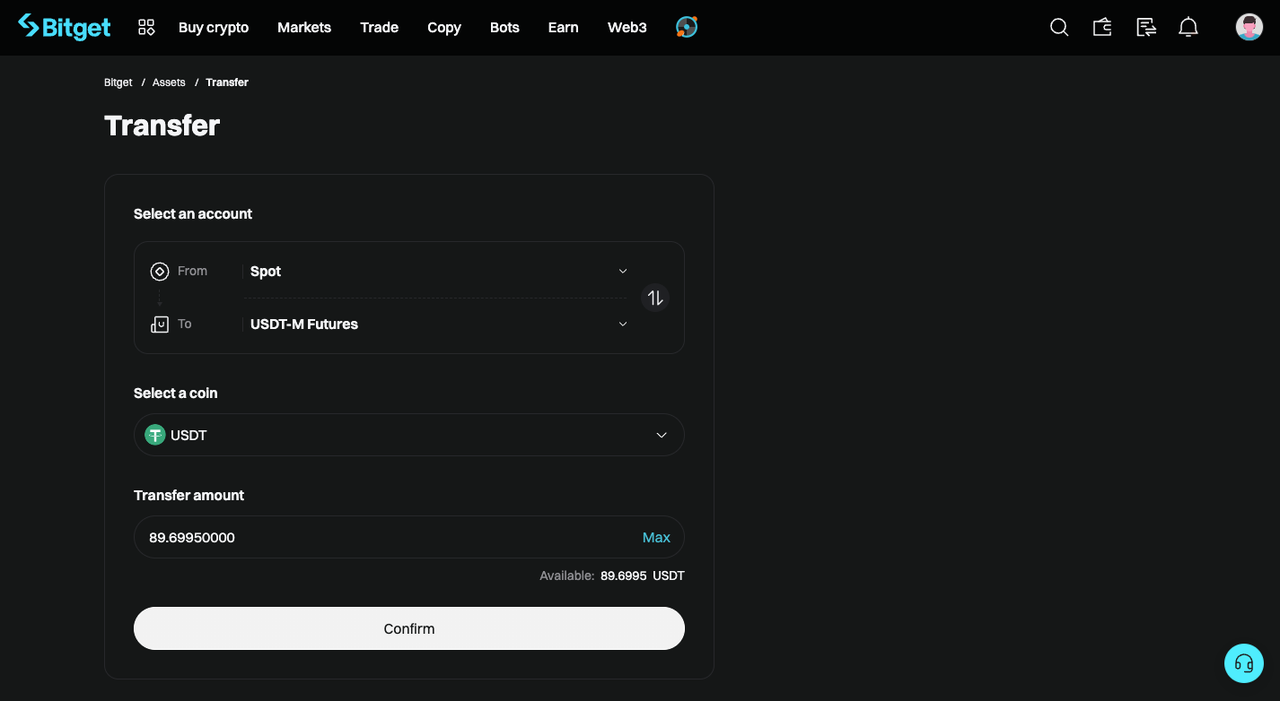 Bitget Buy crypto Markets Trade Copy Bots Earn Web3
Bitget / Assets / Transfer
Transfer
Select an account
From Spot
To USDT-M Futures
Select a coin
USDT
Transfer amount
89.69950000 Max
Available: 89.6995 USDT
Confirm